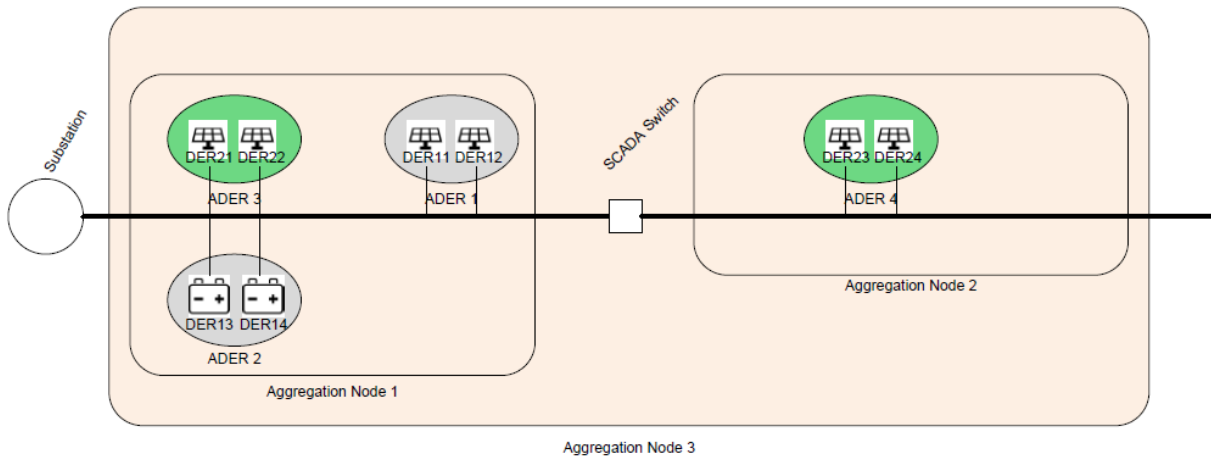 Substation
SCADA Switch
DER21 DER22
ADER 3
DER11 DER12
ADER 1
DER23 DER24
ADER 4
DER13 DER14
ADER 2
Aggregation Node 1
Aggregation Node 2
Aggregation Node 3